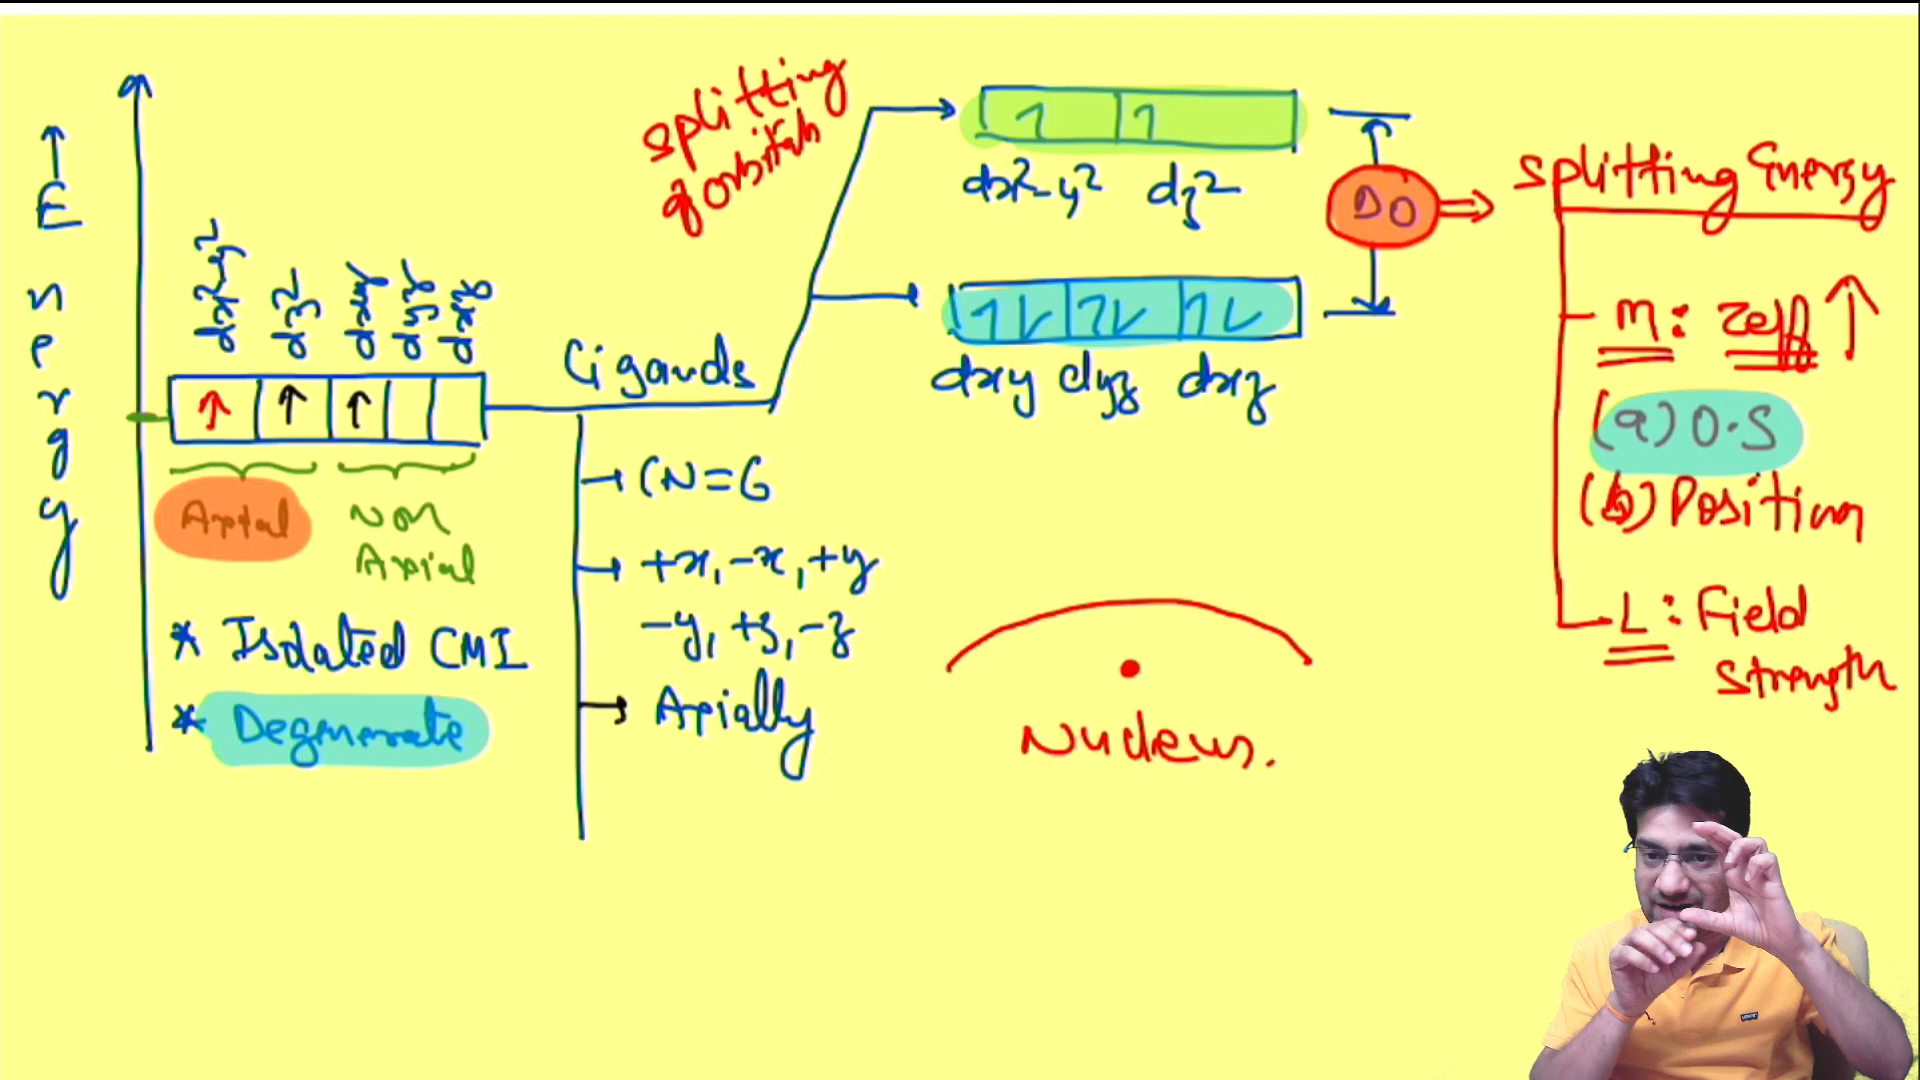 Energy
dx²-y²
dz²
dxy
dyz
dxz
Axial
Non
Axial
* Isolated CMI
* Degenerate
Ligands
CN=6
+x, -x, +y
-y, +z, -z
Axially
splitting
of orbitals
dx²-y² dz²
dxy dyz dxz
Δo
Splitting Energy
M: Zeff ↑
(a) O.S
(b) Position
L: Field
Strength
Nucleus.